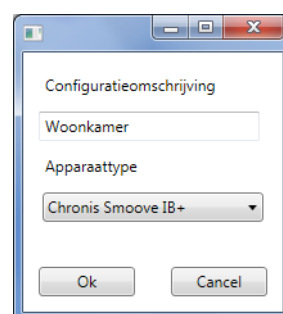 Configuratieomschrijving
Woonkamer
Apparaattype
Chronis Smoove IB+
Ok Cancel